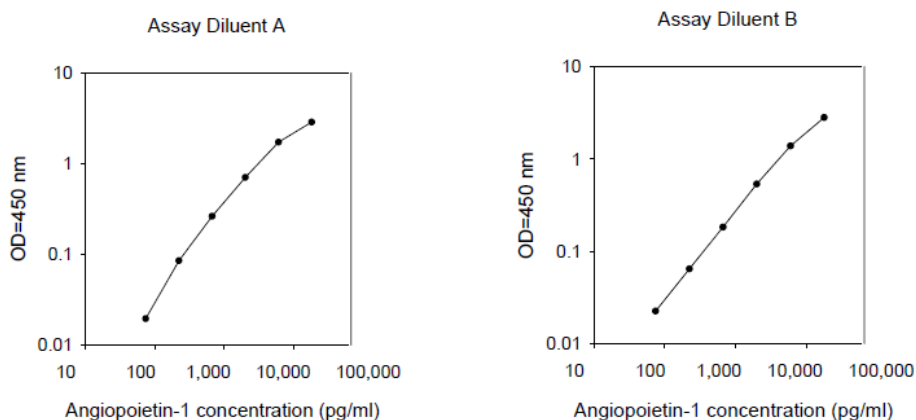 Assay Diluent A
10
1
0.1
0.01
OD=450 nm
10 100 1,000 10,000 100,000
Angiopoietin-1 concentration (pg/ml)
Assay Diluent B
10
1
0.1
0.01
OD=450 nm
10 100 1,000 10,000 100,000
Angiopoietin-1 concentration (pg/ml)